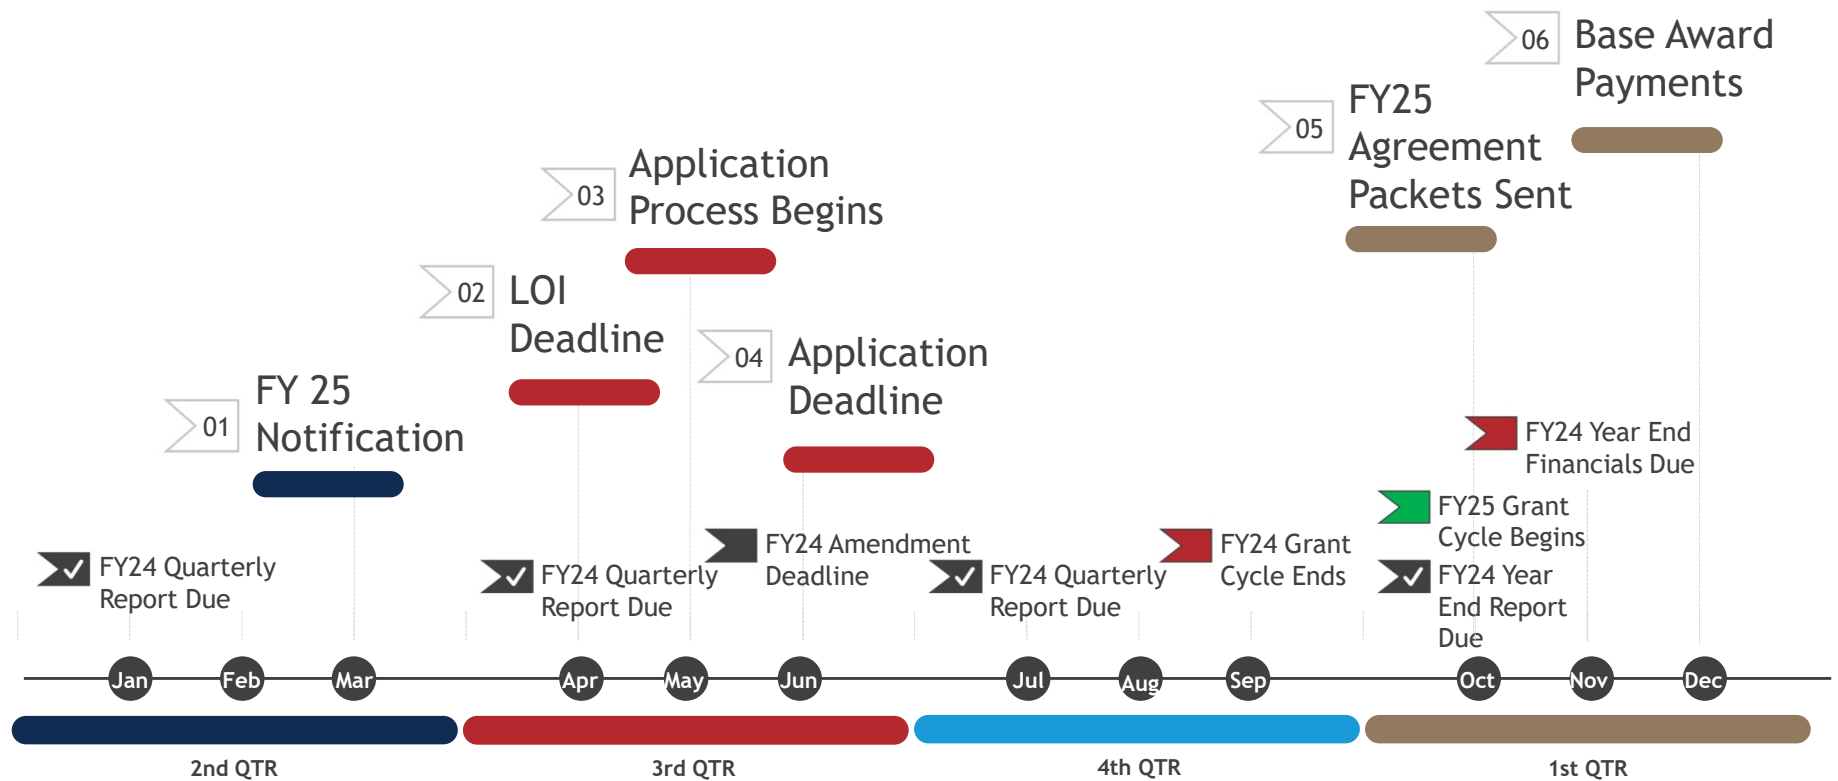 06
Base Award
Payments
05
FY25
Agreement
Packets Sent
03
Application
Process Begins
02
LOI
Deadline
04
Application
Deadline
01
FY 25
Notification
FY24 Year End
Financials Due
FY25 Grant
Cycle Begins
FY24 Quarterly
Report Due
FY24 Quarterly
Report Due
FY24 Amendment
Deadline
FY24 Quarterly
Report Due
FY24 Grant
Cycle Ends
FY24 Year
End Report
Due
Jan
Feb
Mar
Apr
May
Jun
Jul
Aug
Sep
Oct
Nov
Dec
2nd QTR
3rd QTR
4th QTR
1st QTR